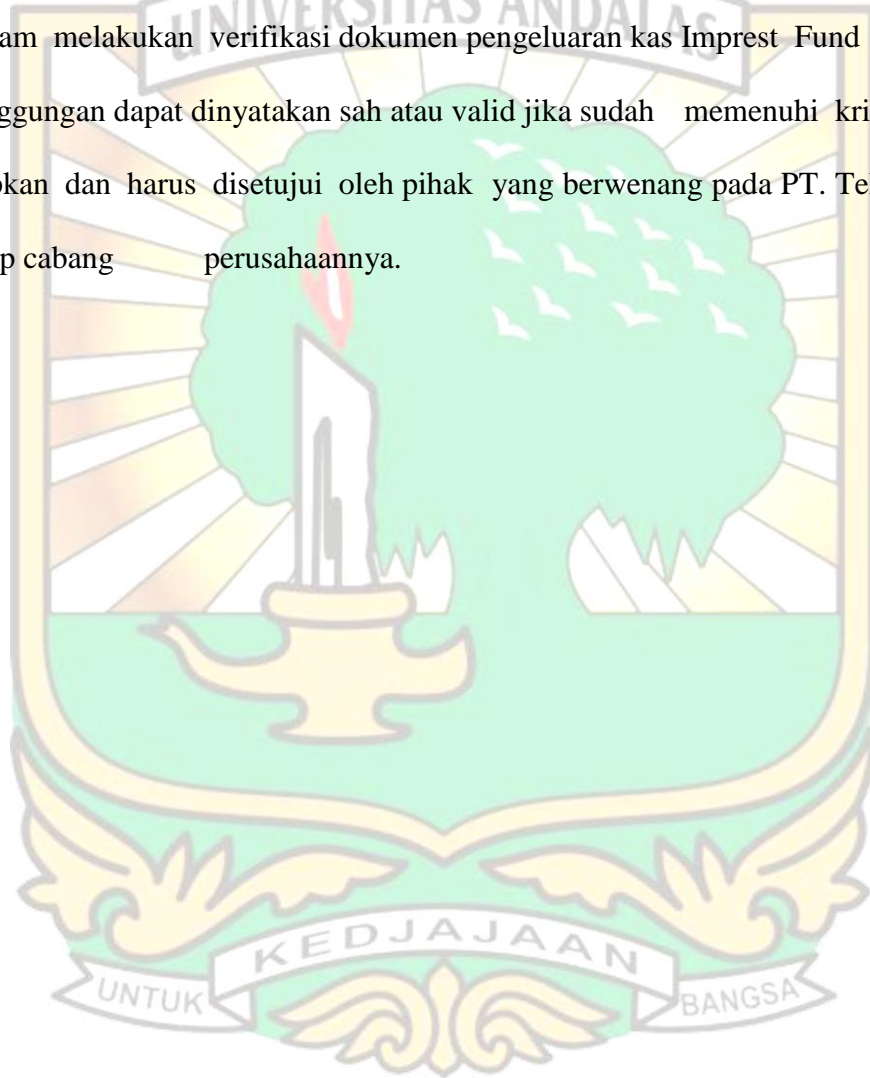 UNIVERSITAS ANDALAS
am melakukan verifikasi dokumen pengeluaran kas Imprest Fund
ggungan dapat dinyatakan sah atau valid jika sudah memenuhi kri
kan dan harus disetujui oleh pihak yang berwenang pada PT. Te
p cabang perusahaannya.
KEDJAJAAN
UNTUK BANGSA